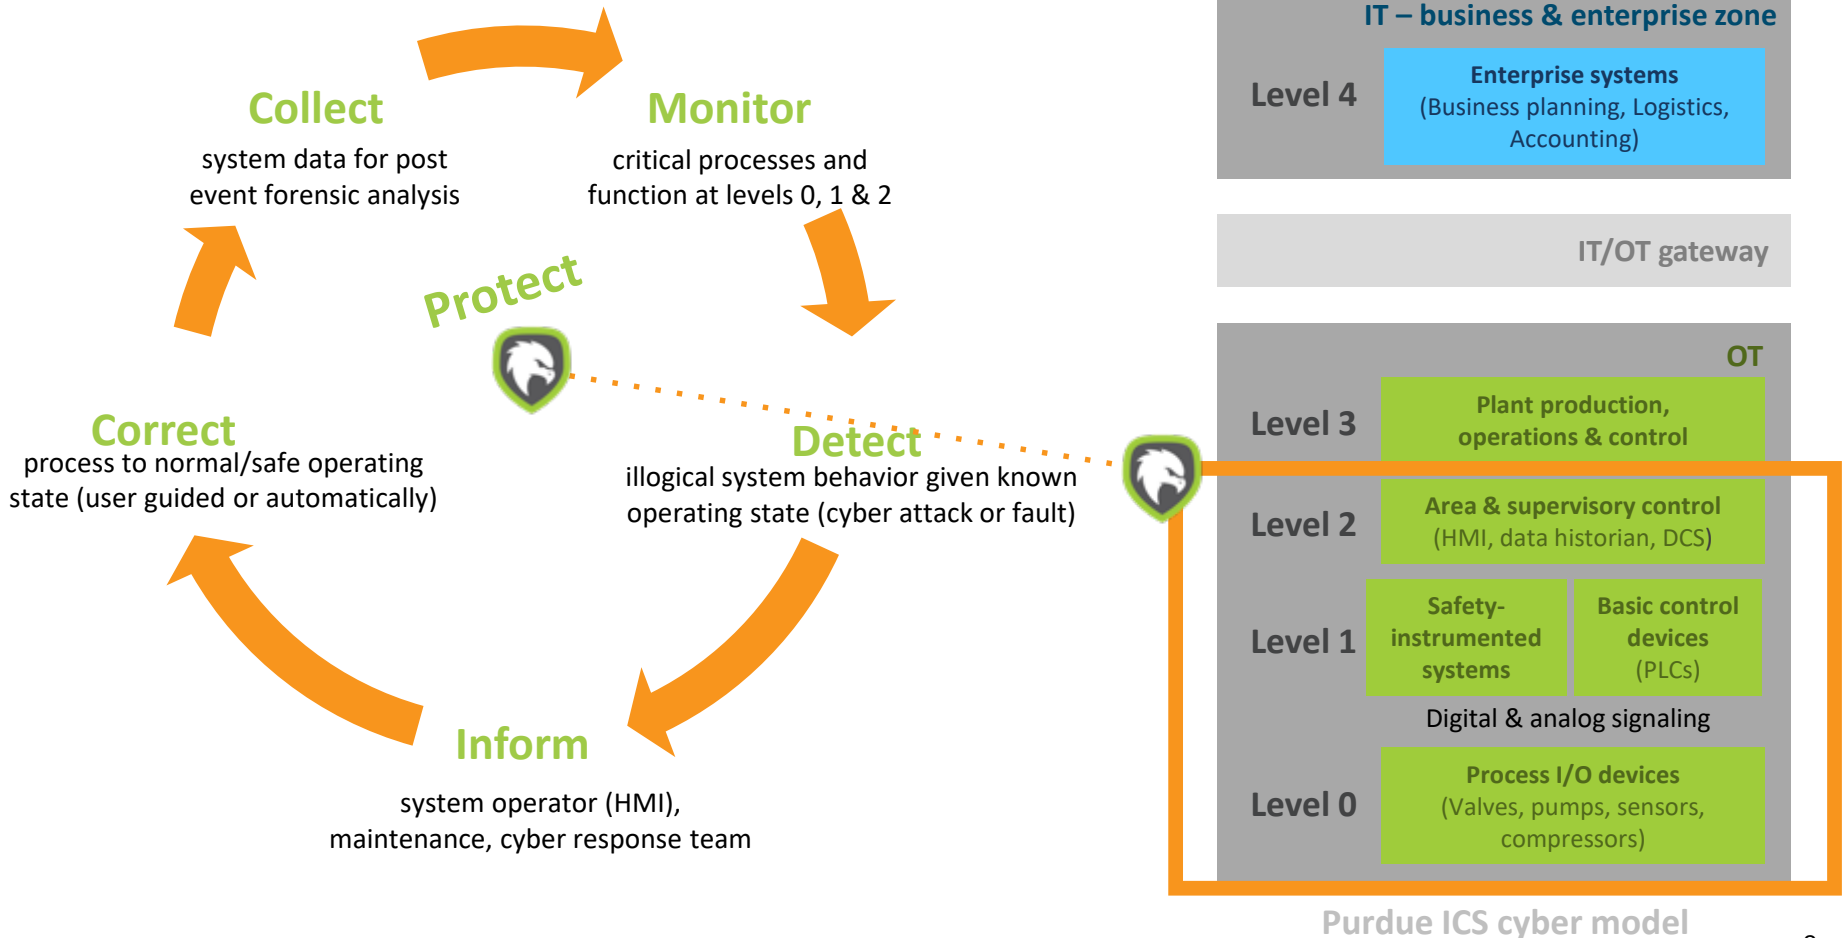 Collect
system data for post
event forensic analysis
Monitor
critical processes and
function at levels 0, 1 & 2
Protect
Correct
process to normal/safe operating
state (user guided or automatically)
Detect
illogical system behavior given known
operating state (cyber attack or fault)
Inform
system operator (HMI),
maintenance, cyber response team
IT – business & enterprise zone
Level 4
Enterprise systems
(Business planning, Logistics,
Accounting)
IT/OT gateway
OT
Level 3
Plant production,
operations & control
Level 2
Area & supervisory control
(HMI, data historian, DCS)
Level 1
Safety-
instrumented
systems
Basic control
devices
(PLCs)
Digital & analog signaling
Level 0
Process I/O devices
(Valves, pumps, sensors,
compressors)
Purdue ICS cyber model